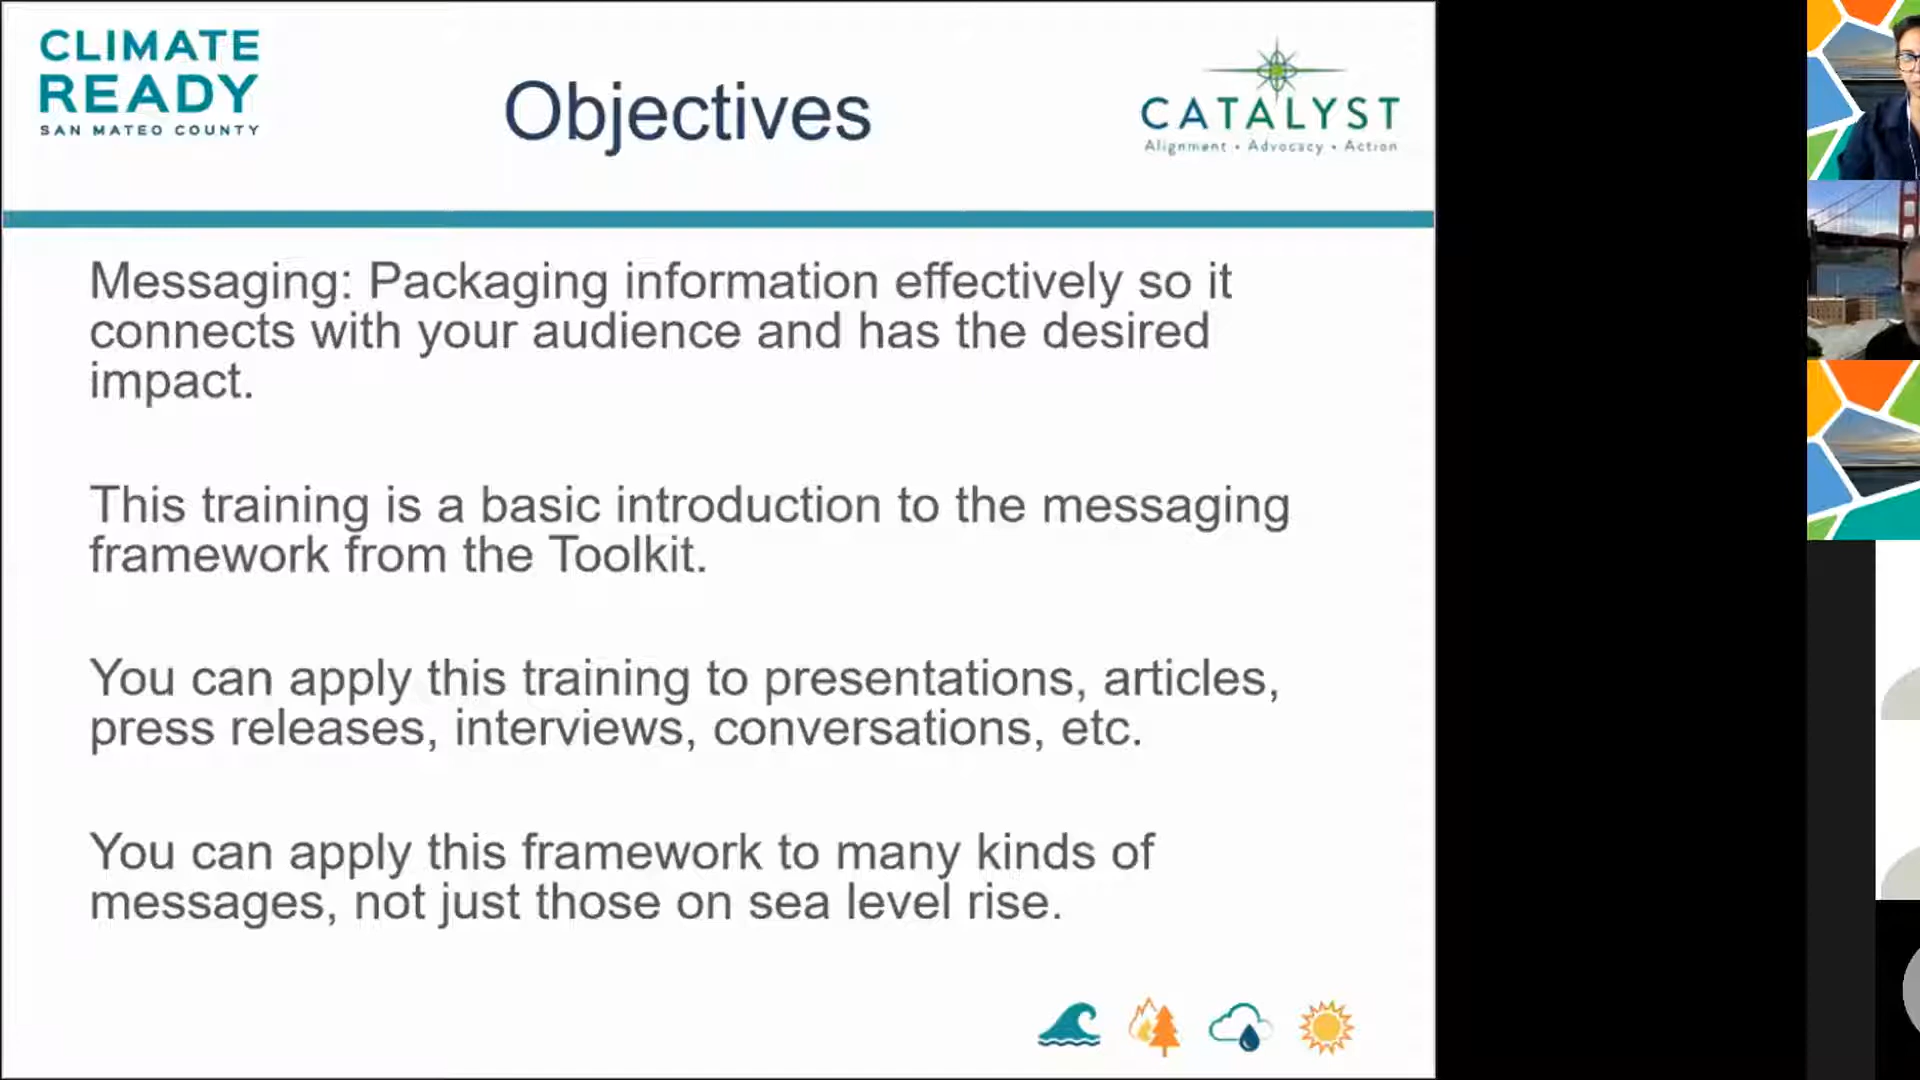 CLIMATE
READY
SAN MATEO COUNTY
Objectives
CATALYST
Alignment • Advocacy • Action
Messaging: Packaging information effectively so it
connects with your audience and has the desired
impact.
This training is a basic introduction to the messaging
framework from the Toolkit.
You can apply this training to presentations, articles,
press releases, interviews, conversations, etc.
You can apply this framework to many kinds of
messages, not just those on sea level rise.